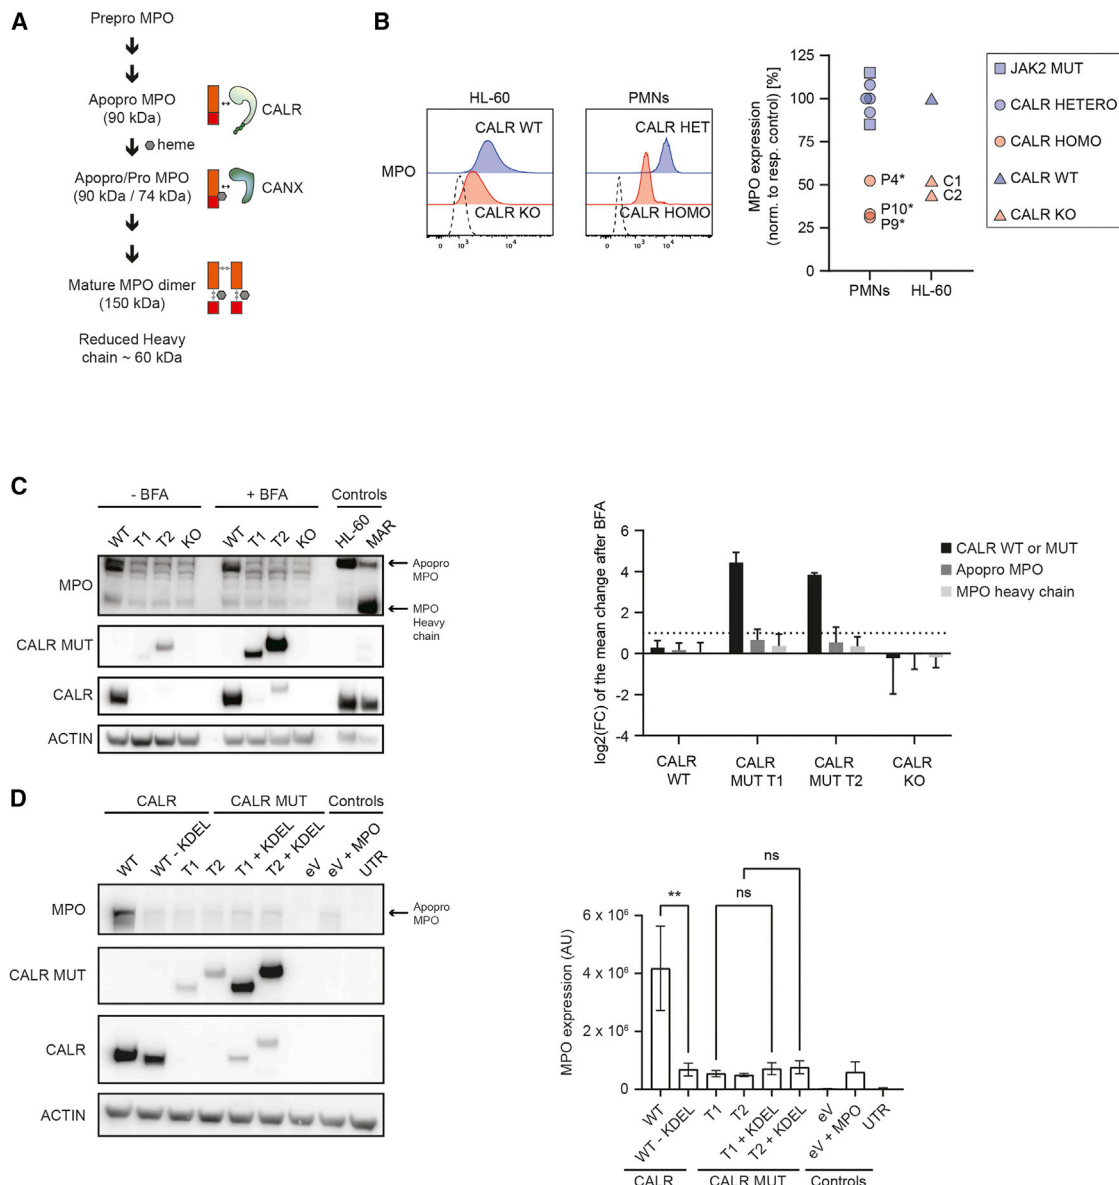 A
Prepro MPO
Apopro MPO
(90 kDa)
CALR
heme
Apopro/Pro MPO
(90 kDa / 74 kDa)
CANX
Mature MPO dimer
(150 kDa)
Reduced Heavy
chain ~ 60 kDa
B
HL-60
PMNs
CALR WT
CALR HET
MPO
CALR KO
CALR HOMO
0 10³ 10⁴
0 10³ 10⁴
MPO expression
(norm. to resp. control) [%]
125
100
75
50
25
0
P4*
P10*
P9*
C1
C2
PMNs HL-60
JAK2 MUT
CALR HETERO
CALR HOMO
CALR WT
CALR KO
C
- BFA + BFA Controls
WT T1 T2 KO WT T1 T2 KO HL-60 MAR
MPO
Apopro
MPO
MPO
Heavy
chain
CALR MUT
CALR
ACTIN
log2(FC) of the mean change after BFA
6
4
2
0
-2
-4
CALR WT or MUT
Apopro MPO
MPO heavy chain
CALR
WT
CALR
MUT T1
CALR
MUT T2
CALR
KO
D
CALR CALR MUT Controls
WT WT - KDEL T1 T2 T1 + KDEL T2 + KDEL eV eV + MPO UTR
MPO
Apopro
MPO
CALR MUT
CALR
ACTIN
MPO expression (AU)
6 x 10⁶
4 x 10⁶
2 x 10⁶
0
**
ns
ns
WT WT - KDEL T1 T2 T1 + KDEL T2 + KDEL eV eV + MPO UTR
CALR CALR MUT Controls